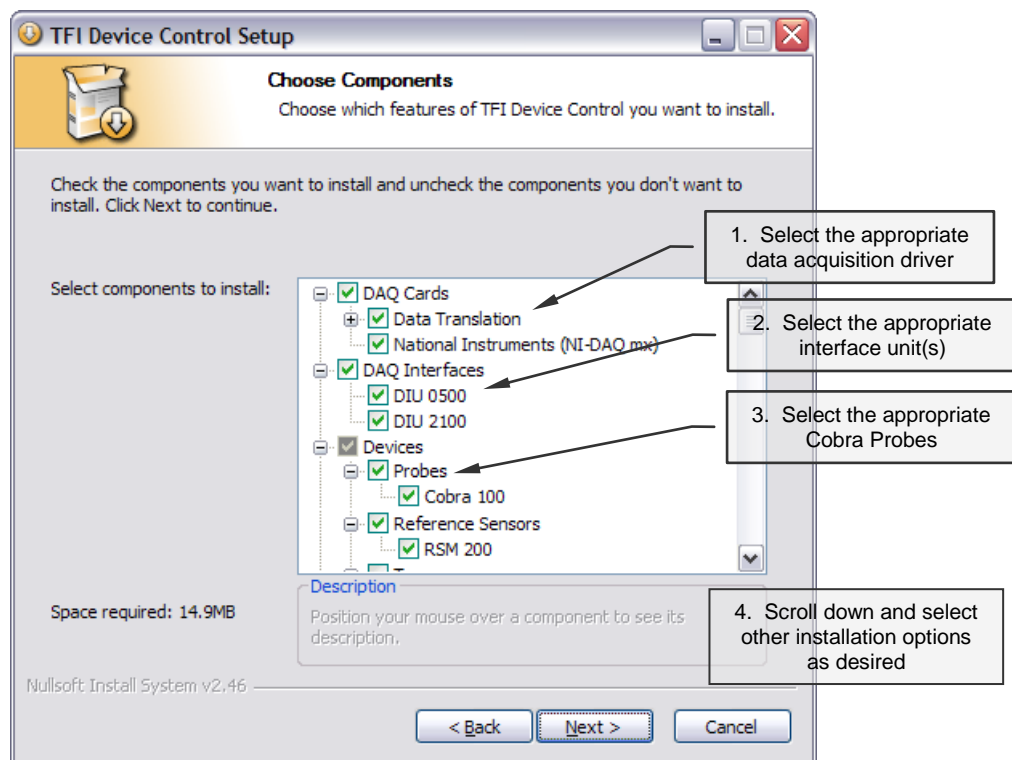 TFI Device Control Setup
Choose Components
Choose which features of TFI Device Control you want to install.
Check the components you want to install and uncheck the components you don't want to
install. Click Next to continue.
1. Select the appropriate
data acquisition driver
Select components to install:
DAQ Cards
Data Translation
National Instruments (NI-DAQ mx)
2. Select the appropriate
interface unit(s)
DAQ Interfaces
DIU 0500
DIU 2100
3. Select the appropriate
Cobra Probes
Devices
Probes
Cobra 100
Reference Sensors
RSM 200
Description
Space required: 14.9MB
Position your mouse over a component to see its
description.
4. Scroll down and select
other installation options
as desired
Nullsoft Install System v2.46
< Back
Next >
Cancel